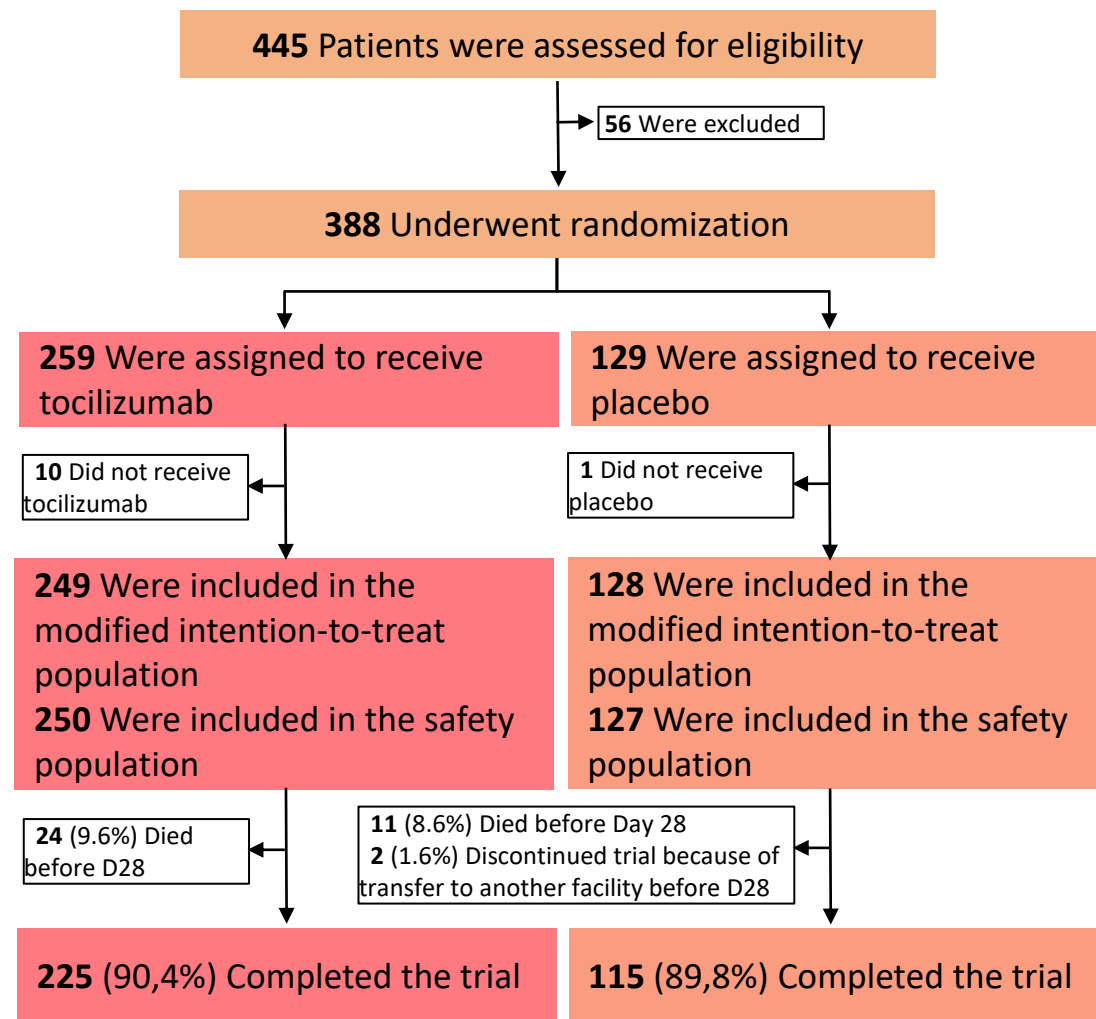 445 Patients were assessed for eligibility
56 Were excluded
388 Underwent randomization
259 Were assigned to receive
tocilizumab
129 Were assigned to receive
placebo
10 Did not receive
tocilizumab
1 Did not receive
placebo
249 Were included in the
modified intention-to-treat
population
250 Were included in the safety
population
128 Were included in the
modified intention-to-treat
population
127 Were included in the safety
population
24 (9.6%) Died
before D28
11 (8.6%) Died before Day 28
2 (1.6%) Discontinued trial because of
transfer to another facility before D28
225 (90,4%) Completed the trial
115 (89,8%) Completed the trial